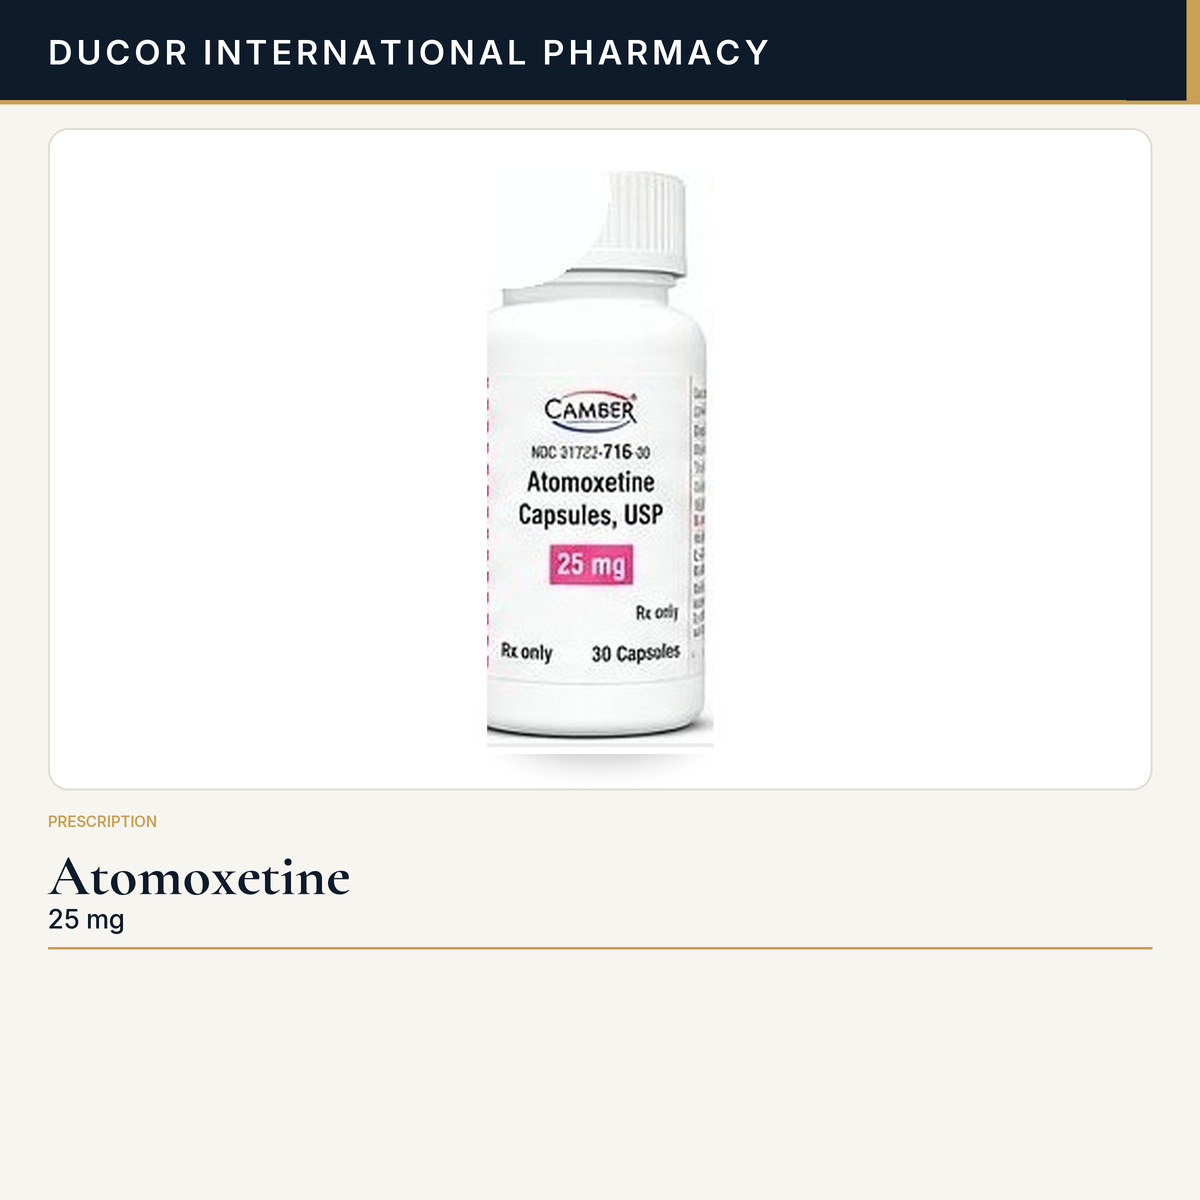 DUCOR INTERNATIONAL PHARMACY
CAMBER
NDC 31722-716-30
Atomoxetine
Capsules, USP
25 mg
Rx only
Rx only 30 Capsules
PRESCRIPTION
Atomoxetine
25 mg